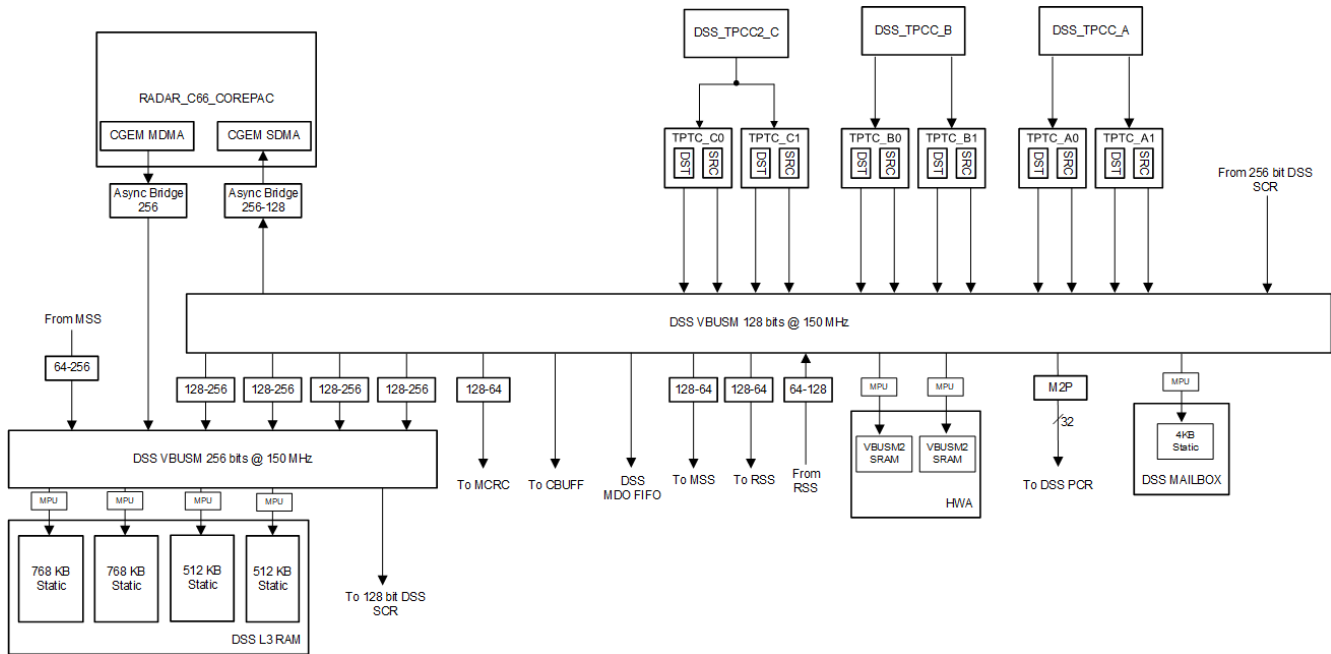 DSS_TPCC2_C
DSS_TPCC_B
DSS_TPCC_A
RADAR_C66_COREPAC
CGEM MDMA
CGEM SDMA
TPTC_C0
DST
SRC
TPTC_C1
DST
SRC
TPTC_B0
DST
SRC
TPTC_B1
DST
SRC
TPTC_A0
DST
SRC
TPTC_A1
DST
SRC
From 256 bit DSS
SCR
Async Bridge
256
Async Bridge
256-128
DSS VBUSM 128 bits @ 150 MHz
From MSS
64-256
128-256
128-256
128-256
128-256
128-64
128-64
128-64
64-128
MPU
MPU
M2P
MPU
32
DSS VBUSM 256 bits @ 150 MHz
VBUSM2
SRAM
VBUSM2
SRAM
HWA
4KB
Static
DSS MAILBOX
To MCRC
To CBUFF
DSS
MDO FIFO
To MSS
To RSS
From
RSS
To DSS PCR
MPU
MPU
MPU
MPU
768 KB
Static
768 KB
Static
512 KB
Static
512 KB
Static
DSS L3 RAM
To 128 bit DSS
SCR